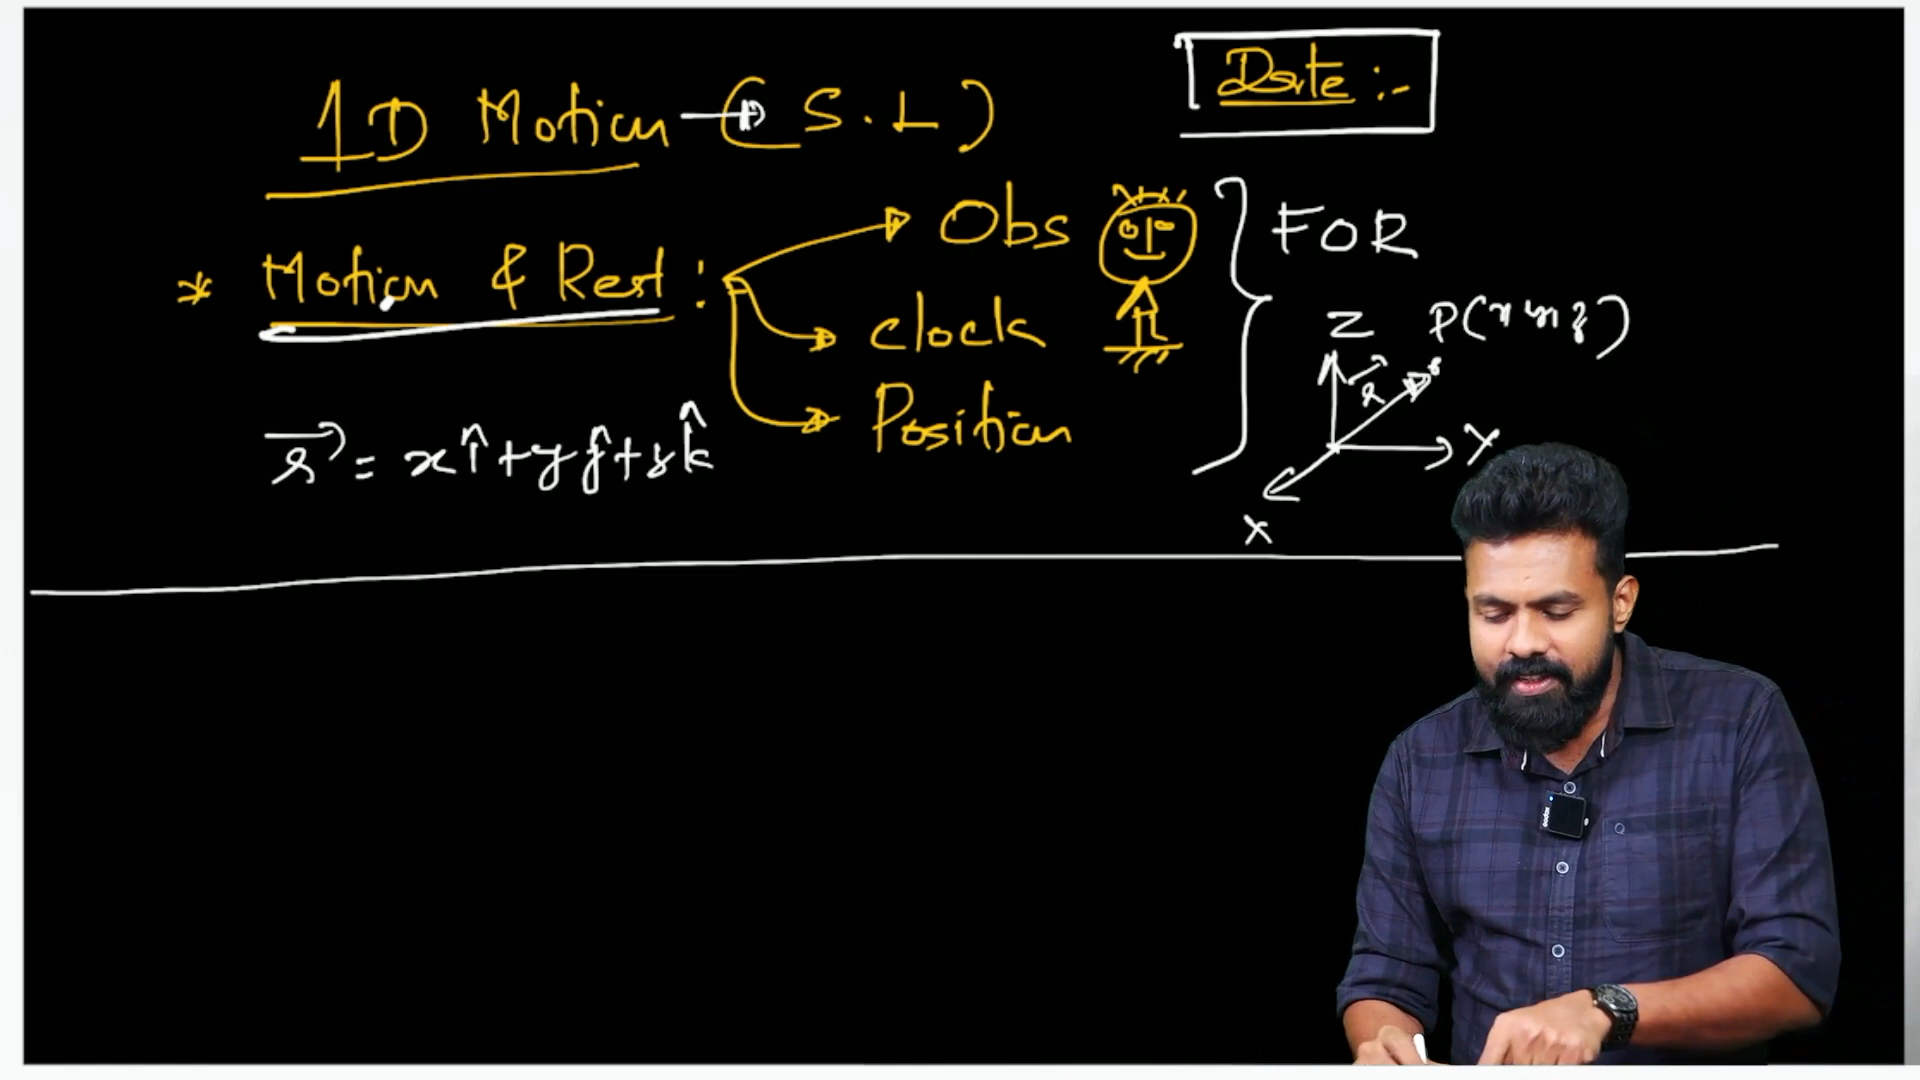 1D Motion → (S.L)
Date :-
* Motion & Rest :
Obs
clock
Position
FOR
Z
P(x, y, z)
r⃗
Y
X
r⃗ = xî + yĵ + zk̂